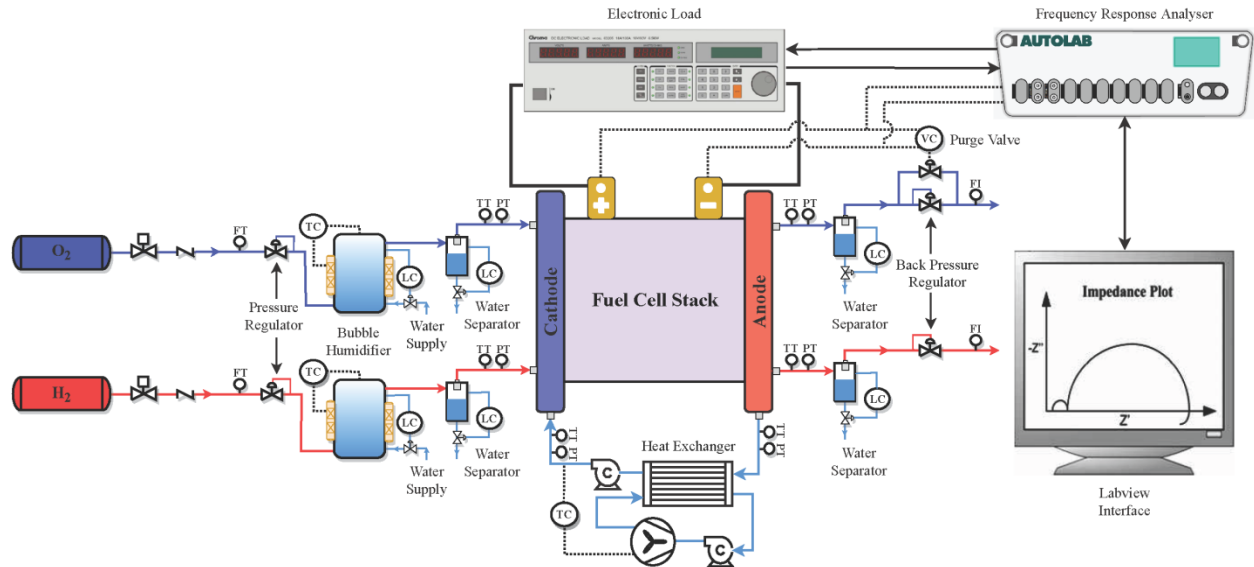 Electronic Load
Frequency Response Analyser
Chroma
AUTOLAB
VC
Purge Valve
FI
TT PT
TT PT
TC
FT
O₂
LC
LC
LC
Pressure
Regulator
Bubble
Humidifier
Water
Supply
Water
Separator
Cathode
Fuel Cell Stack
Anode
Water
Separator
Back Pressure
Regulator
Impedance Plot
-Z"
Z'
FT
H₂
TC
TT PT
TT PT
FI
LC
LC
LC
Water
Supply
Water
Separator
TT
PT
TT
PT
Heat Exchanger
C
TC
C
Water
Separator
Labview
Interface